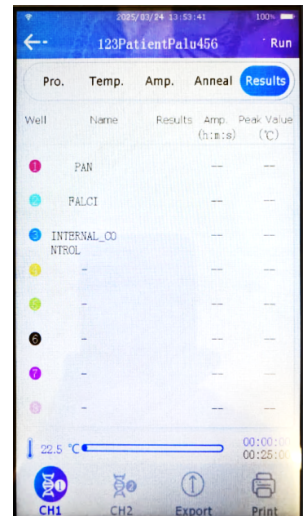 2025/03/24 13:53:41 100%
123PatientPalu456 Run
Pro. Temp. Amp. Anneal Results
Well Name Results Amp. Peak Value
(h:m:s) (℃)
1 PAN -- --
2 FALCI -- --
3 INTERNAL_CO -- --
NTROL
4 - -- --
5 - -- --
6 - -- --
7 - -- --
8 - -- --
22.5 ℃ 00:00:0
00:25:0
CH1 CH2 Export Print